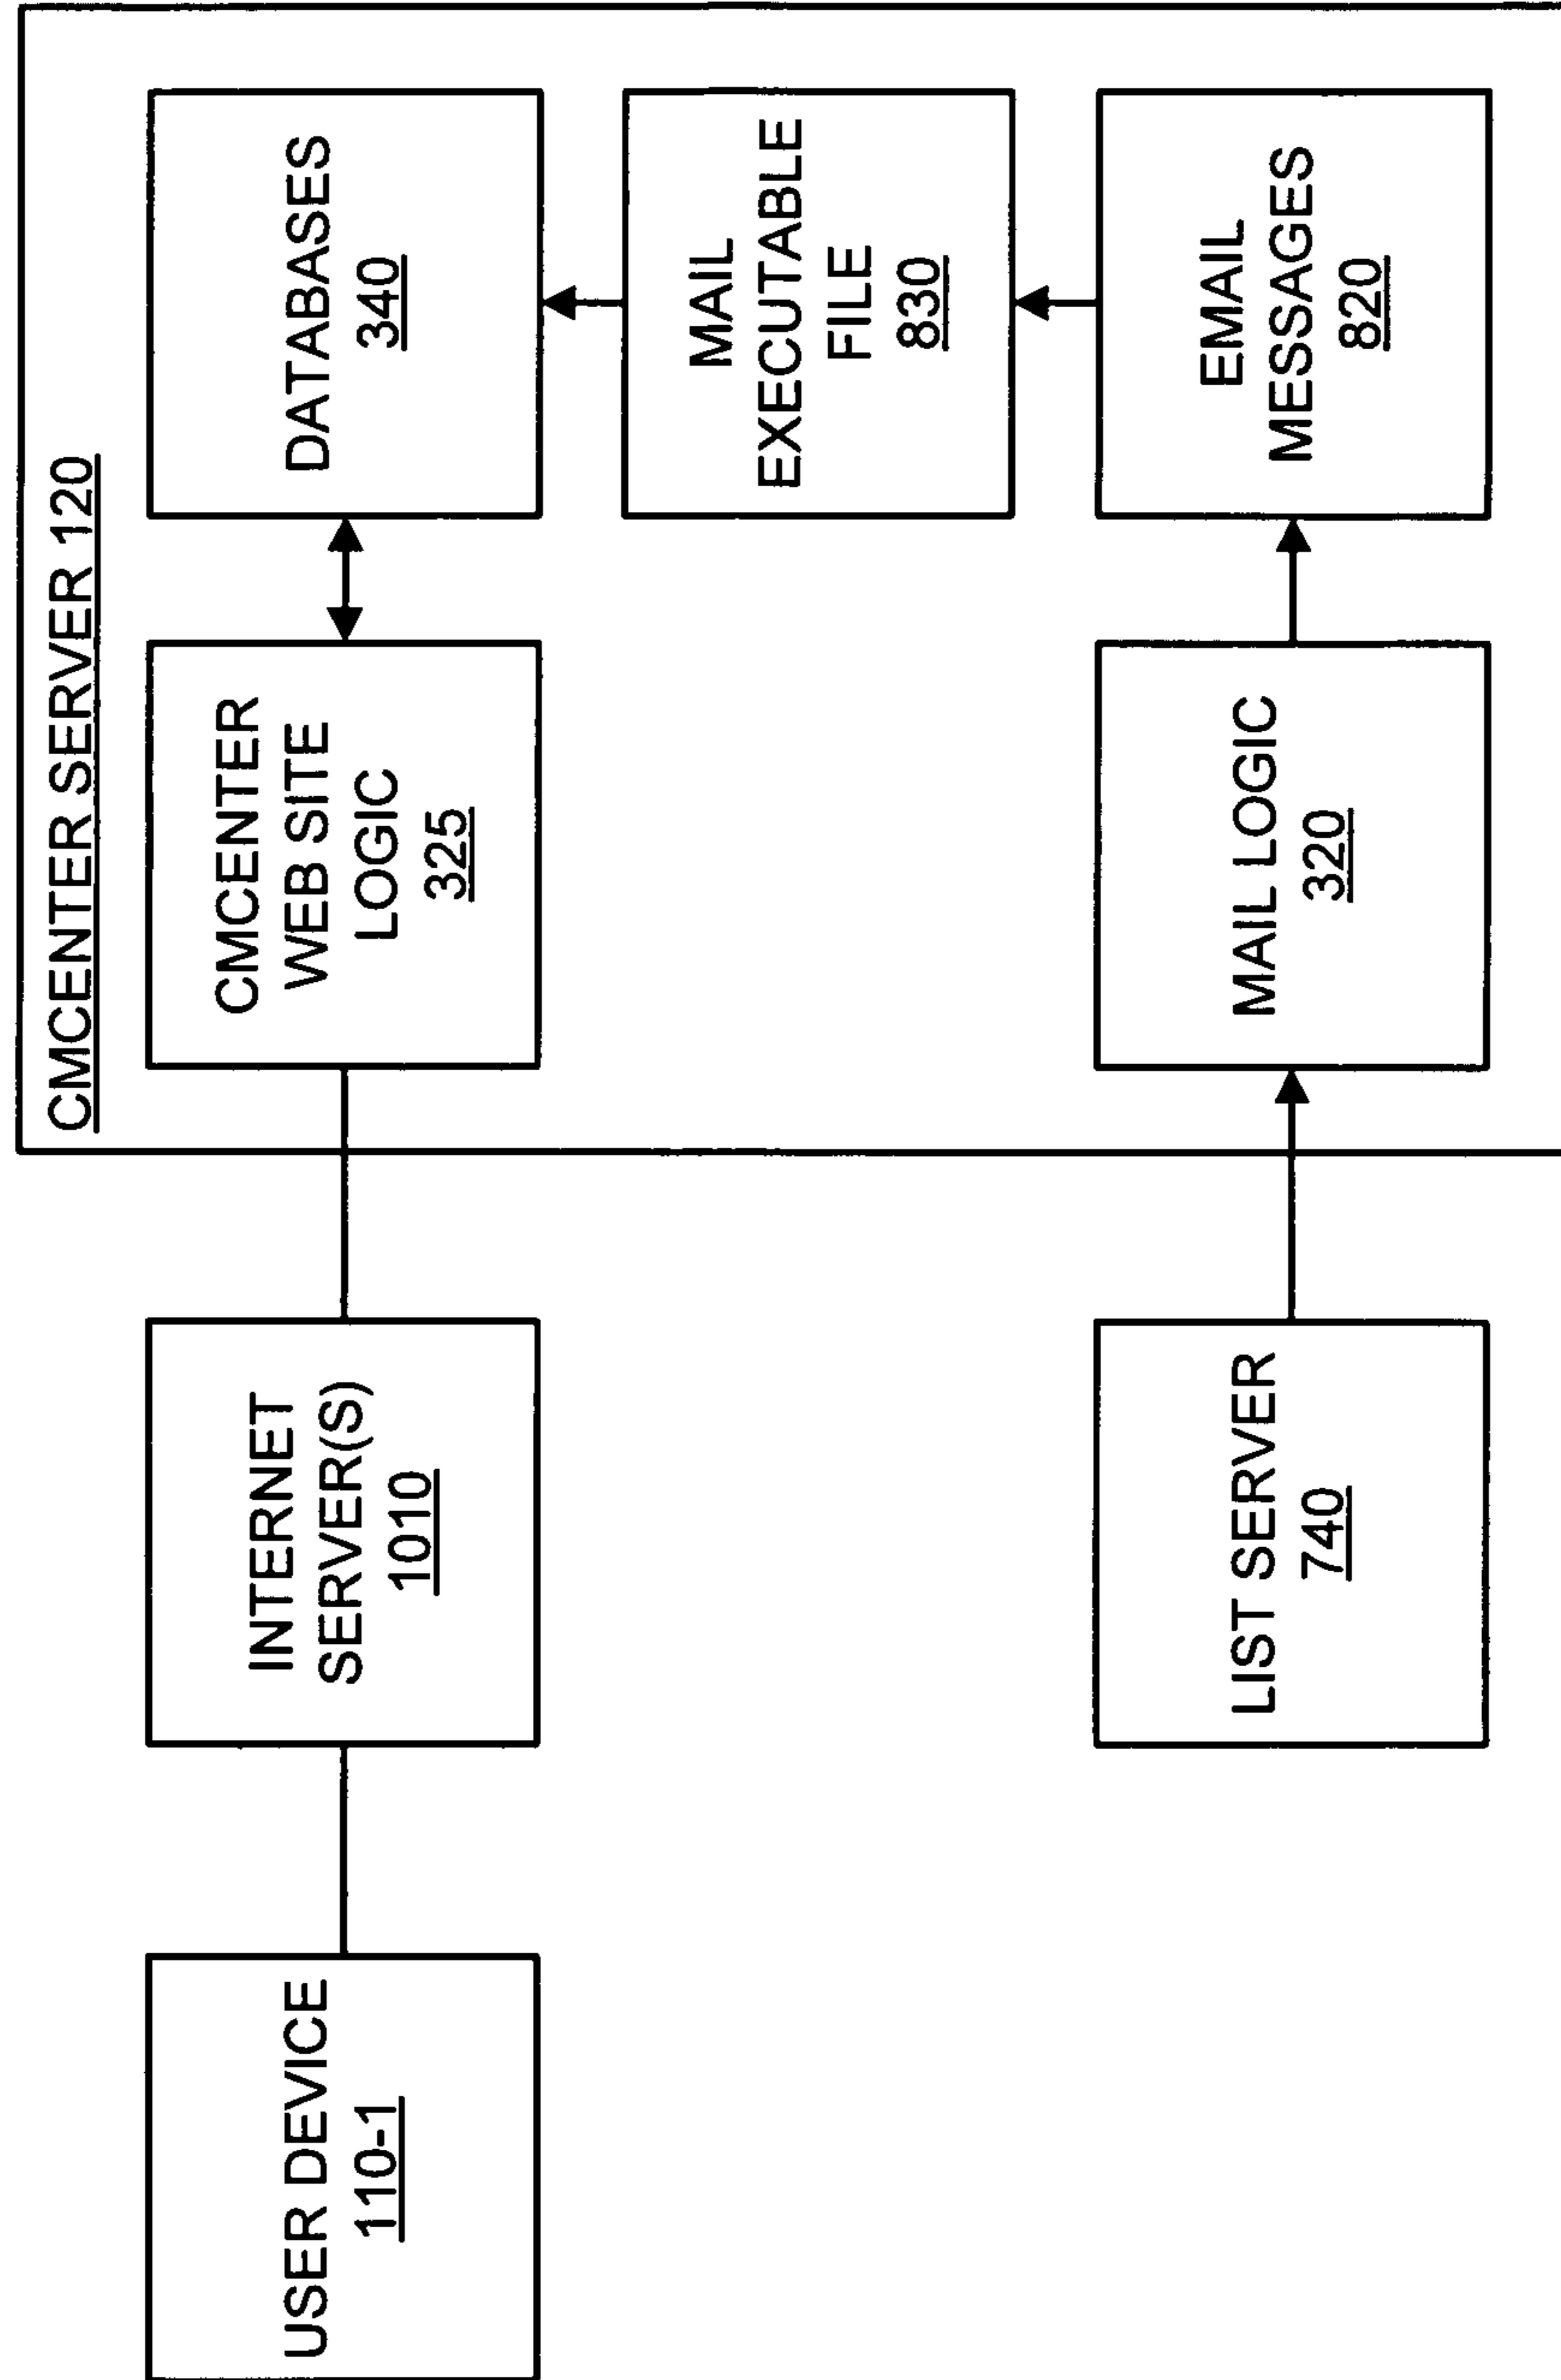 CMCENTER SERVER 120
USER DEVICE
110-1
INTERNET
SERVER(S)
1010
CMCENTER
WEB SITE
LOGIC
325
DATABASES
340
MAIL
EXECUTABLE
FILE
830
LIST SERVER
740
MAIL LOGIC
320
EMAIL
MESSAGES
820